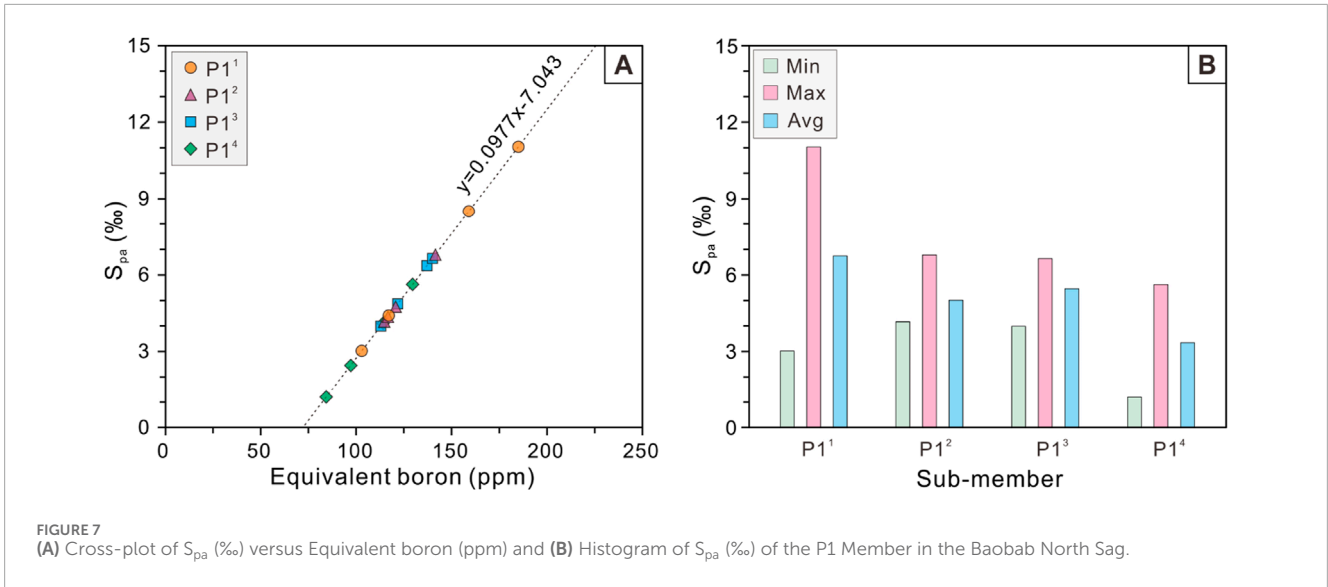 15
12
9
6
3
0
Spa (‰)
P1¹
P1²
P1³
P1⁴
A
y=0.0977x-7.043
0 50 100 150 200 250
Equivalent boron (ppm)
15
12
9
6
3
0
Spa (‰)
Min
Max
Avg
B
P1¹ P1² P1³ P1⁴
Sub-member
FIGURE 7
(A) Cross-plot of Spa (‰) versus Equivalent boron (ppm) and (B) Histogram of Spa (‰) of the P1 Member in the Baobab North Sag.